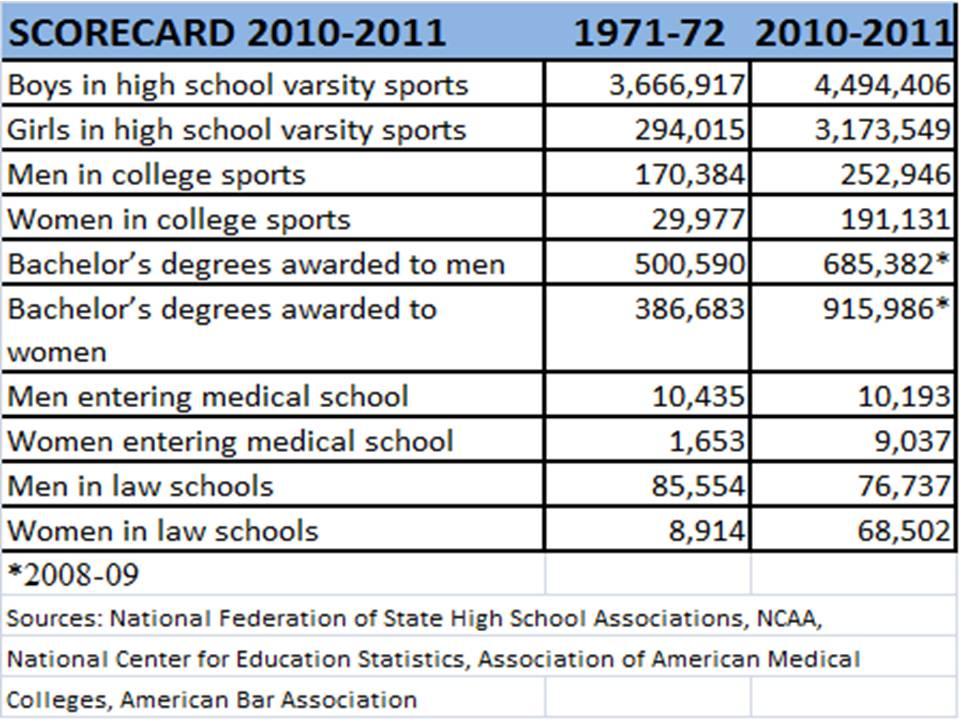 SCORECARD 2010-2011 1971-72 2010-2011
Boys in high school varsity sports 3,666,917 4,494,406
Girls in high school varsity sports 294,015 3,173,549
Men in college sports 170,384 252,946
Women in college sports 29,977 191,131
Bachelor’s degrees awarded to men 500,590 685,382*
Bachelor’s degrees awarded to 386,683 915,986*
women
Men entering medical school 10,435 10,193
Women entering medical school 1,653 9,037
Men in law schools 85,554 76,737
Women in law schools 8,914 68,502
*2008-09
Sources: National Federation of State High School Associations, NCAA,
National Center for Education Statistics, Association of American Medical
Colleges, American Bar Association